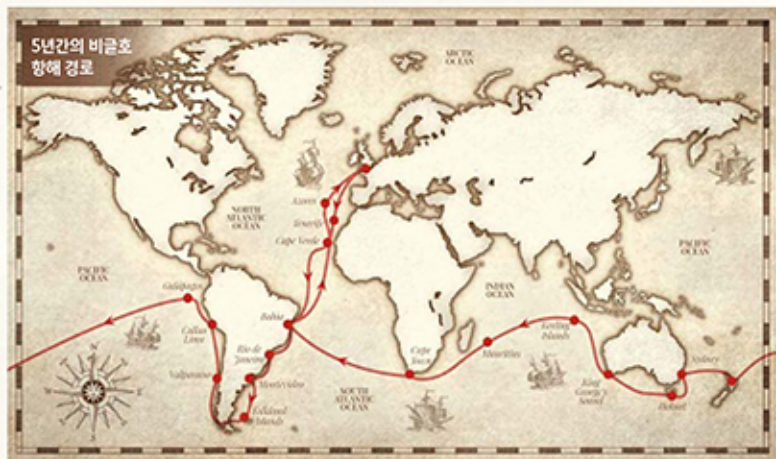 5년간의 비글호
항해 경로
ARCTIC
OCEAN
NORTH
ATLANTIC
OCEAN
Azores
Tenerife
Cape Verde
PACIFIC
OCEAN
PACIFIC
OCEAN
INDIAN
OCEAN
Galapagos
Callao
Lima
Bahia
Rio de
Janeiro
Valparaiso
Montevideo
Falkland
Islands
SOUTH
ATLANTIC
OCEAN
Cape
Town
Mauritius
Keeling
Islands
King
George's
Sound
Sydney
Hobart